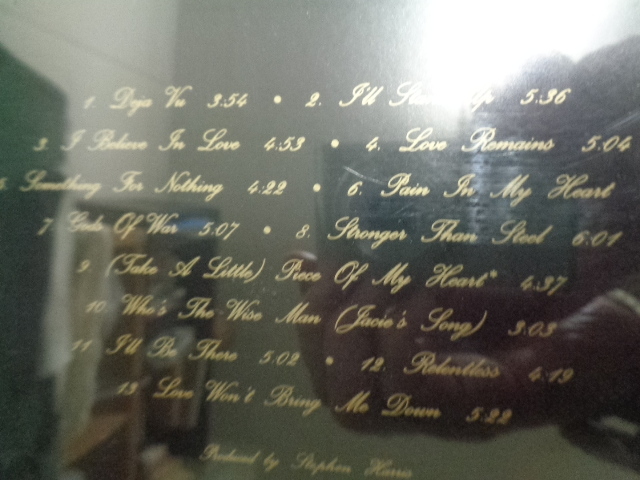 1. Deja Vu 3:54 • 2. I'll Up 5:36
3. I Believe In Love 4:53 • 4. Love Remains 5:04
Something For Nothing 4:22 • 6. Pain In My Heart
7. Gods Of War 5:07 • 8. Stronger Than Steel 6:01
9. (Take A Little) Piece Of My Heart* 4:37
10. Who's The Wise Man (Jacie's Song) 3:03
11 I'll Be There 5:02 • 12. Relentless 4:19
13 Love Won't Bring Me Down 5:22
Produced by Stephen Harris